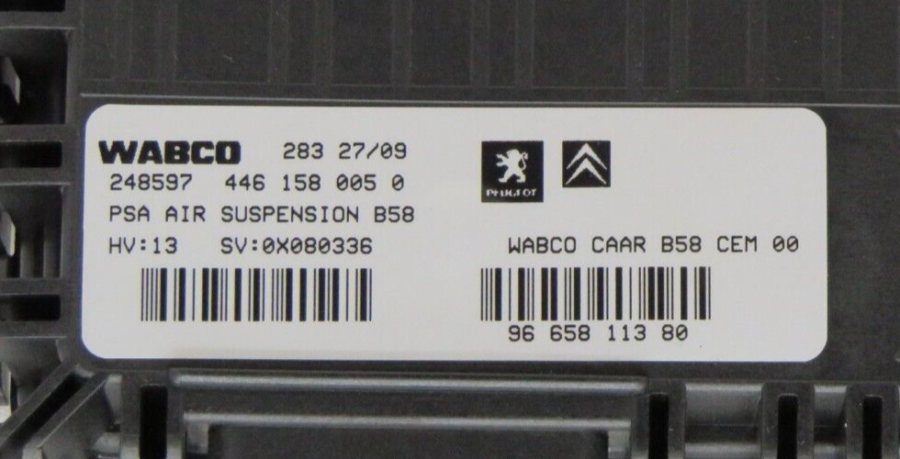 WABCO 283 27/09
248597 446 158 005 0
PSA AIR SUSPENSION B58
HV:13 SV:0X080336
PEUGEOT
WABCO CAAR B58 CEM 00
96 658 113 80